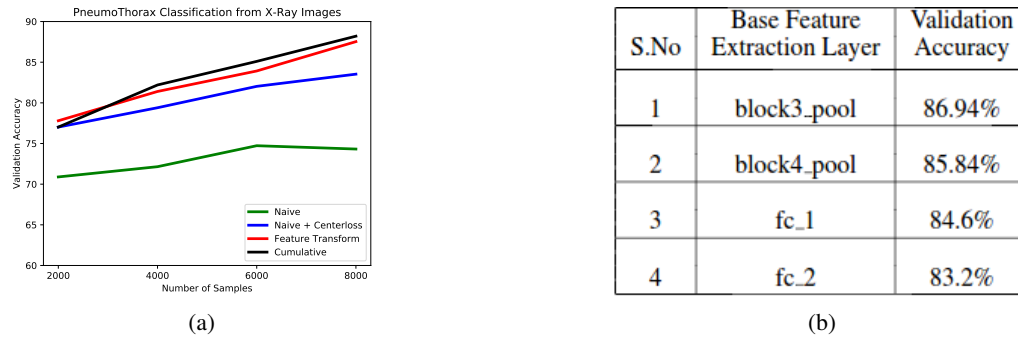 PneumoThorax Classification from X-Ray Images
90
85
80
75
70
65
60
Validation Accuracy
2000 4000 6000 8000
Number of Samples
Naive
Naive + Centerloss
Feature Transform
Cumulative
(a)
S.No Base Feature Extraction Layer Validation Accuracy
1 block3_pool 86.94%
2 block4_pool 85.84%
3 fc_1 84.6%
4 fc_2 83.2%
(b)